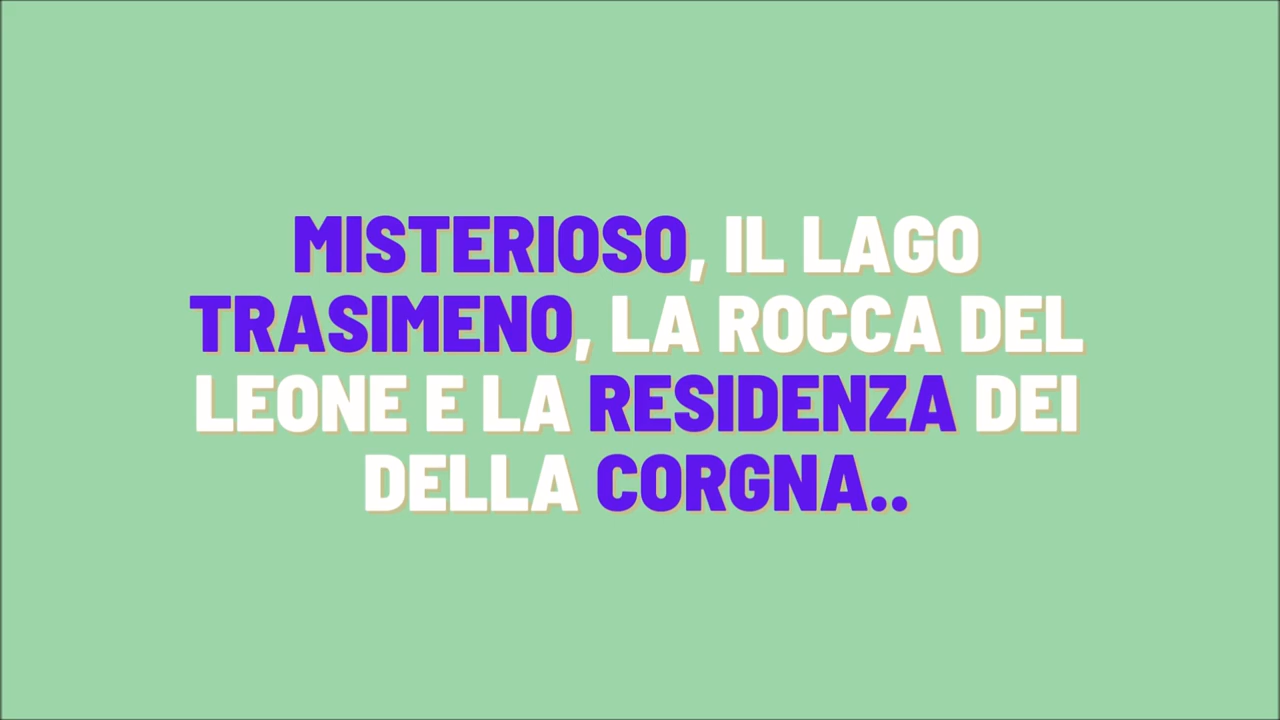 MISTERIOSO, IL LAGO
TRASIMENO, LA ROCCA DEL
LEONE E LA RESIDENZA DEI
DELLA CORGNA..